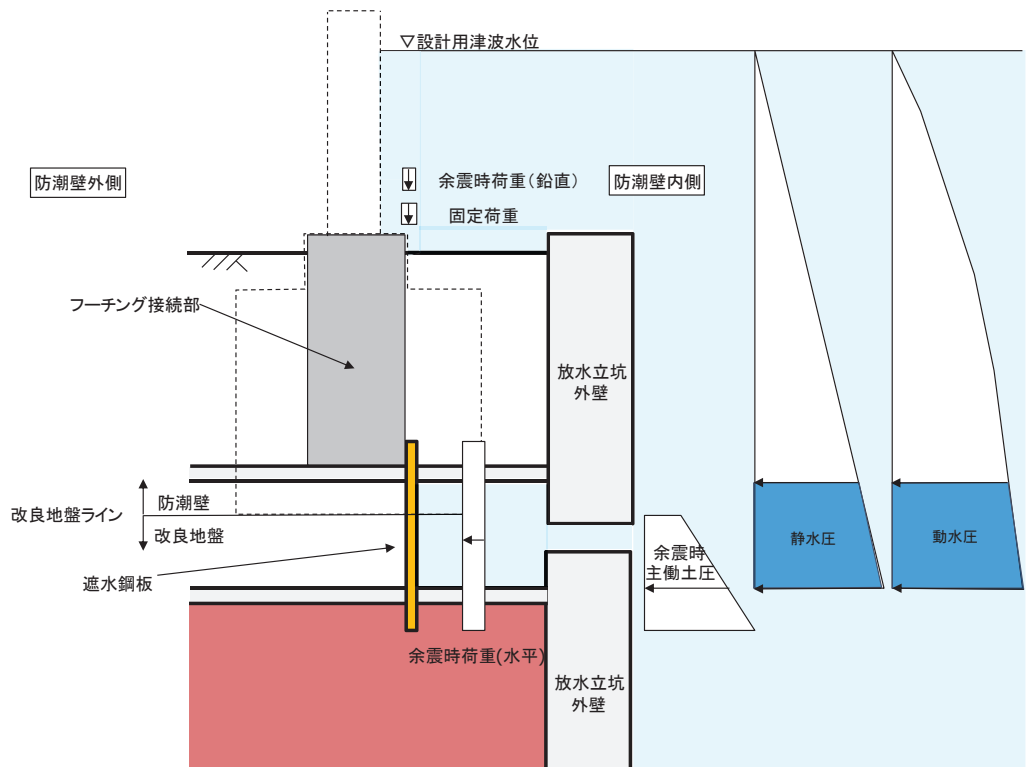 ▽設計用津波水位
防潮壁外側
余震時荷重(鉛直)
防潮壁内側
固定荷重
フーチング接続部
放水立坑
外壁
防潮壁
改良地盤ライン
改良地盤
遮水鋼板
余震時
主働土圧
静水圧
動水圧
余震時荷重(水平)
放水立坑
外壁